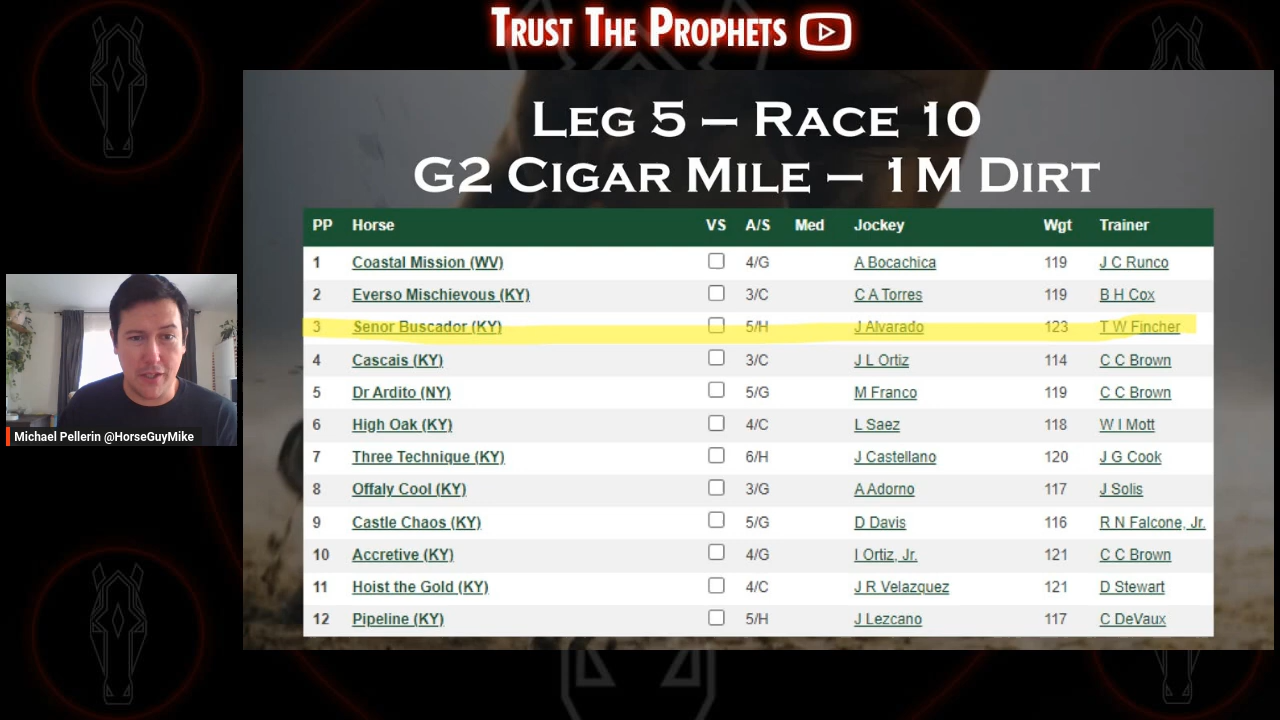 Trust The Prophets
Leg 5 – Race 10
G2 Cigar Mile – 1M Dirt
PP Horse VS A/S Med Jockey Wgt Trainer
1 Coastal Mission (WV) 4/G A Bocachica 119 J C Runco
2 Everso Mischievous (KY) 3/C C A Torres 119 B H Cox
3 Senor Buscador (KY) 5/H J Alvarado 123 T W Fincher
4 Cascais (KY) 3/C J L Ortiz 114 C C Brown
5 Dr Ardito (NY) 5/G M Franco 119 C C Brown
6 High Oak (KY) 4/C L Saez 118 W I Mott
7 Three Technique (KY) 6/H J Castellano 120 J G Cook
8 Offaly Cool (KY) 3/G A Adorno 117 J Solis
9 Castle Chaos (KY) 5/G D Davis 116 R N Falcone, Jr.
10 Accretive (KY) 4/G I Ortiz, Jr. 121 C C Brown
11 Hoist the Gold (KY) 4/C J R Velazquez 121 D Stewart
12 Pipeline (KY) 5/H J Lezcano 117 C DeVaux
Michael Pellerin @HorseGuyMike